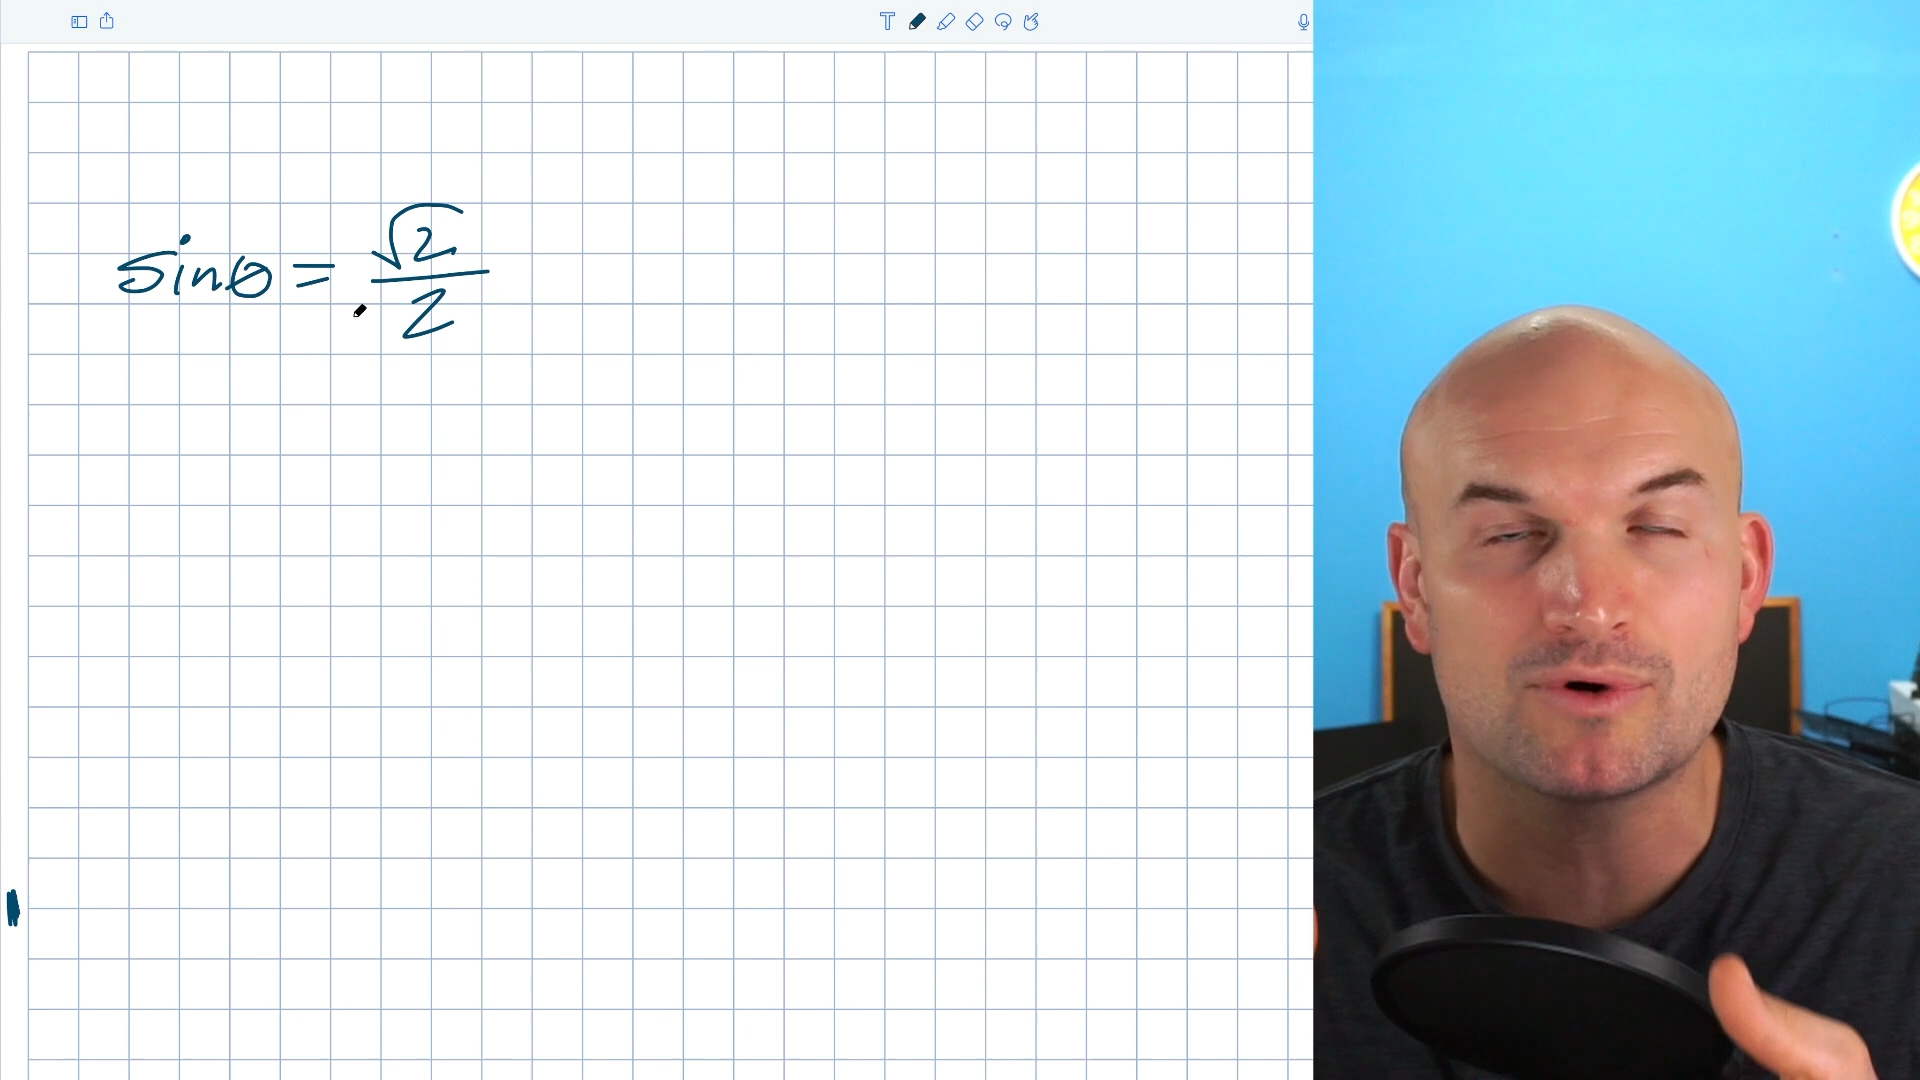 sinθ = √2/2